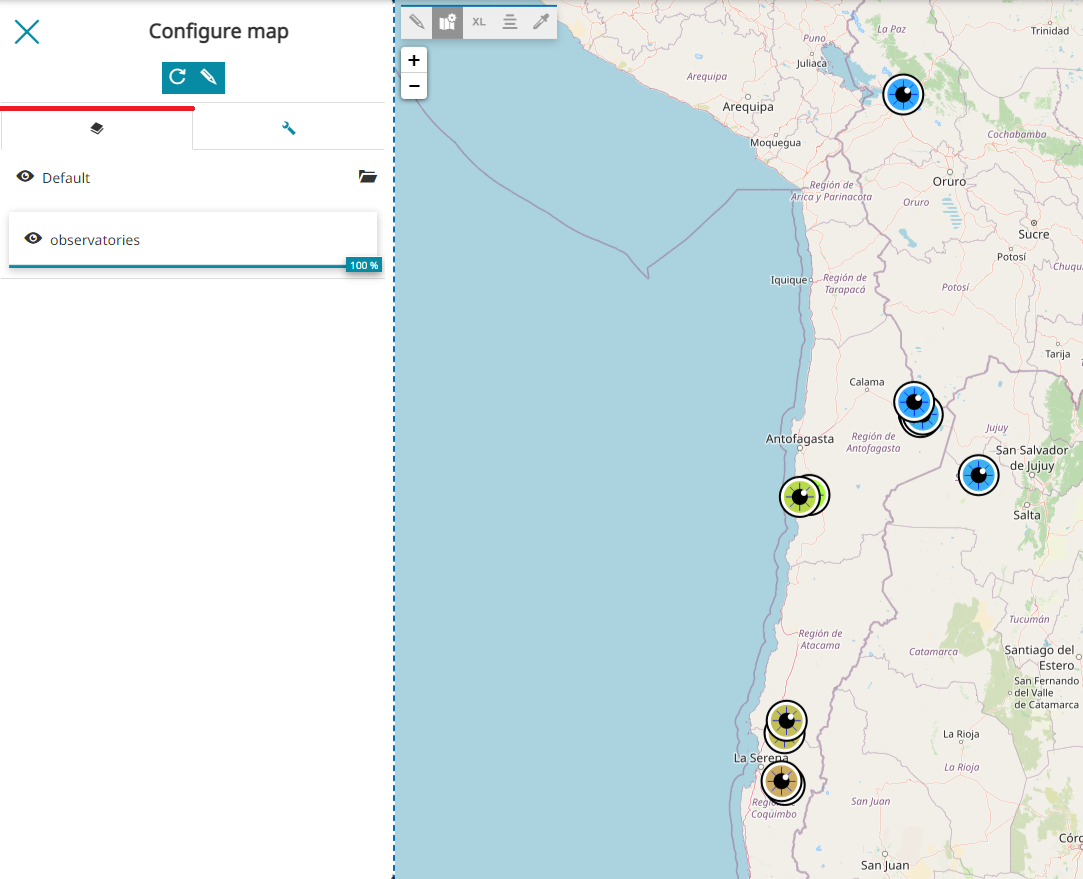 Configure map
Default
observatories
100 %
XL
+
−
La Paz
Trinidad
Puno
Juliaca
Arequipa
Arequipa
Moquegua
Cochabamba
Oruro
Región de
Arica y Parinacota
Oruro
Sucre
Potosí
Iquique
Región de
Tarapacá
Potosí
Chuqu
Tarija
Calama
Antofagasta
Región de
Antofagasta
Jujuy
San Salvador
de Jujuy
Salta
Región de
Atacama
Tucumán
Catamarca
Santiago del
Estero
San Fernando
del Valle
de Catamarca
La Rioja
La Serena
La Rioja
Coquimbo
San Juan
Córd
San Juan